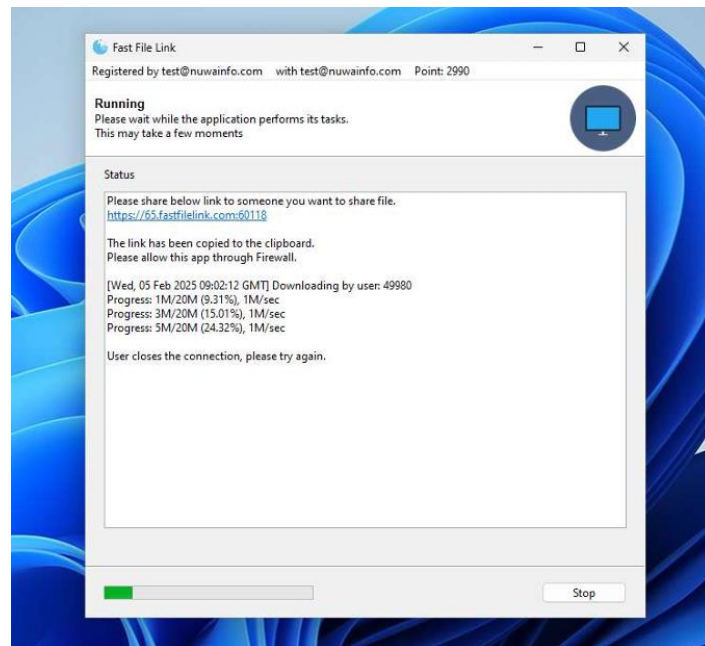 Fast File Link
Registered by test@nuwainfo.com with test@nuwainfo.com Point: 2990
Running
Please wait while the application performs its tasks.
This may take a few moments
Status
Please share below link to someone you want to share file.
https://65.fastfilelink.com:60118
The link has been copied to the clipboard.
Please allow this app through Firewall.
[Wed, 05 Feb 2025 09:02:12 GMT] Downloading by user: 49980
Progress: 1M/20M (9.31%), 1M/sec
Progress: 3M/20M (15.01%), 1M/sec
Progress: 5M/20M (24.32%), 1M/sec
User closes the connection, please try again.
Stop